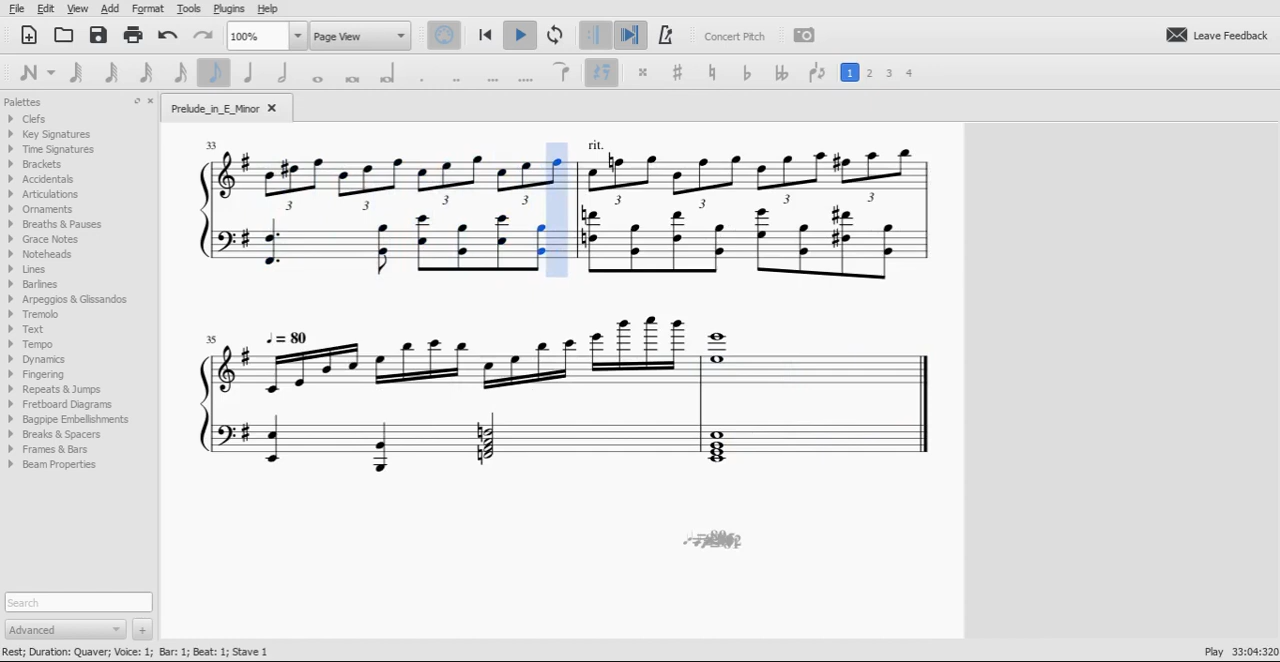 File Edit View Add Format Tools Plugins Help
100% Page View Concert Pitch Leave Feedback
1 2 3 4
Palettes
Clefs
Key Signatures
Time Signatures
Brackets
Accidentals
Articulations
Ornaments
Breaths & Pauses
Grace Notes
Noteheads
Lines
Barlines
Arpeggios & Glissandos
Tremolo
Text
Tempo
Dynamics
Fingering
Repeats & Jumps
Fretboard Diagrams
Bagpipe Embellishments
Breaks & Spacers
Frames & Bars
Beam Properties
Search
Advanced +
Prelude_in_E_Minor
33 rit.
3 3 3 3 3 3 3 3
35 = 80
Rest; Duration: Quaver; Voice: 1; Bar: 1; Beat: 1; Stave 1 Play 33:04:320